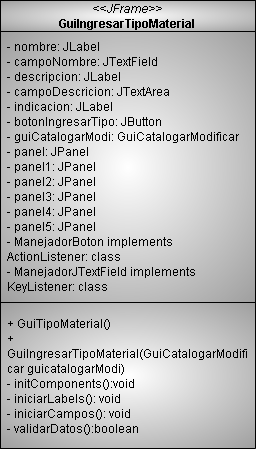 <<JFrame>>
GuiIngresarTipoMaterial
- nombre: JLabel
- campoNombre: JTextField
- descripcion: JLabel
- campoDescricion: JTextArea
- indicacion: JLabel
- botonIngresarTipo: JButton
- guiCatalogarModi: GuiCatalogarModificar
- panel: JPanel
- panel1: JPanel
- panel2: JPanel
- panel3: JPanel
- panel4: JPanel
- panel5: JPanel
- ManejadorBoton implements
ActionListener: class
- ManejadorJTextField implements
KeyListener: class
+ GuiTipoMaterial()
+
GuiIngresarTipoMaterial(GuiCatalogarModifi
car guicatalogarModi)
- initComponents():void
- iniciarLabels(): void
- iniciarCampos(): void
- validarDatos():boolean